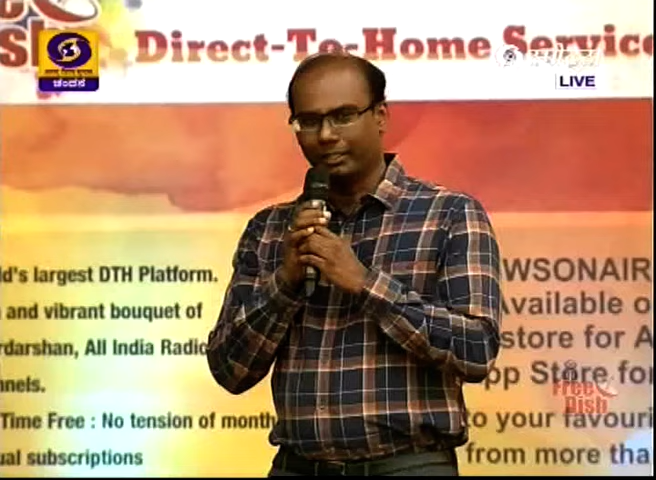 Direct-To-Home Service
LIVE
ಚಂದನ
d's largest DTH Platform.
and vibrant bouquet of
rdarshan, All India Radio
nnels.
Time Free : No tension of month
ual subscriptions
WSONAIR
Available o
store for A
pp Store for
Free
Dish
to your favouri
from more tha